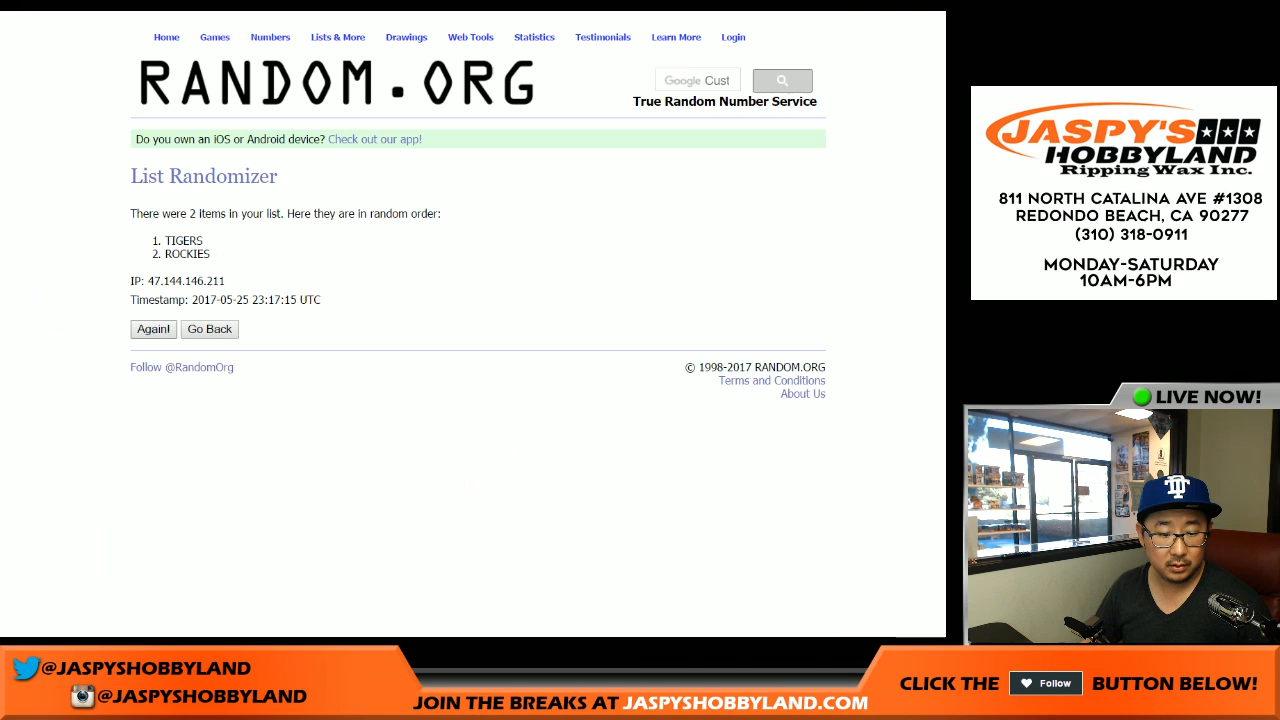 Home Games Numbers Lists & More Drawings Web Tools Statistics Testimonials Learn More Login
RANDOM.ORG
Google Cust
True Random Number Service
Do you own an iOS or Android device? Check out our app!
List Randomizer
There were 2 items in your list. Here they are in random order:
1. TIGERS
2. ROCKIES
IP: 47.144.146.211
Timestamp: 2017-05-25 23:17:15 UTC
Again! Go Back
Follow @RandomOrg
© 1998-2017 RANDOM.ORG
Terms and Conditions
About Us
JASPY'S
HOBBYLAND
Ripping Wax Inc.
811 NORTH CATALINA AVE #1308
REDONDO BEACH, CA 90277
(310) 318-0911
MONDAY-SATURDAY
10AM-6PM
LIVE NOW!
@JASPYSHOBBYLAND
@JASPYSHOBBYLAND
JOIN THE BREAKS AT JASPYSHOBBYLAND.COM
CLICK THE Follow BUTTON BELOW!